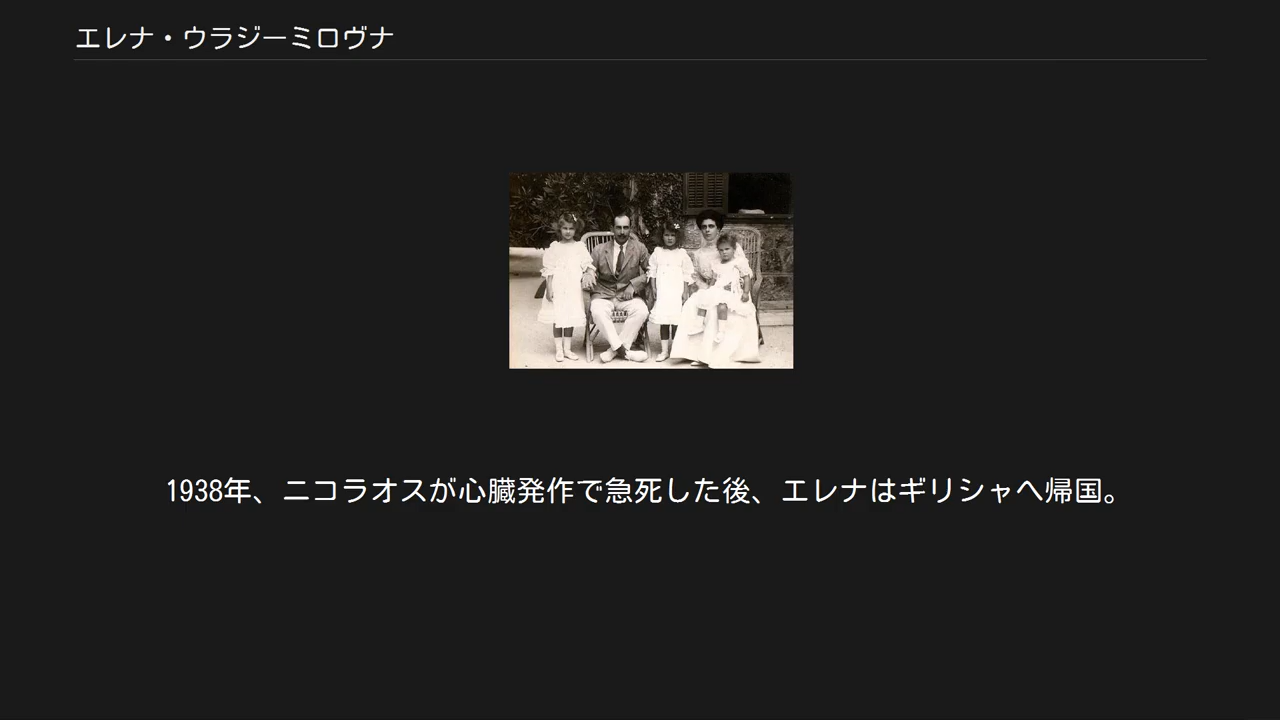 エレナ・ウラジーミロヴナ
1938年、ニコラオスが心臓発作で急死した後、エレナはギリシャへ帰国。